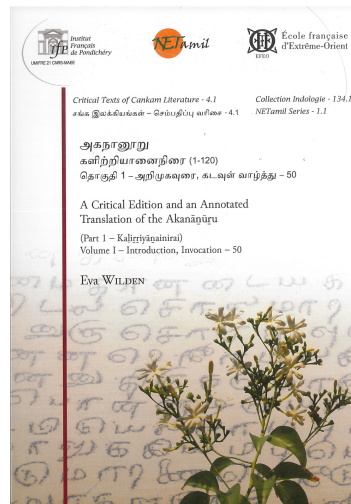 Institut
Français
de Pondichéry
ifp
UMIFRE 21 CNRS-MAEE
NETamil
EFEO
École française
d'Extrême-Orient
Critical Texts of Cankam Literature - 4.1
Collection Indologie - 134.1
சங்க இலக்கியங்கள் – செம்பதிப்பு வரிசை - 4.1
NETamil Series - 1.1
அகநானூறு
களிற்றியானைநிரை (1-120)
தொகுதி 1 – அறிமுகவுரை, கடவுள் வாழ்த்து – 50
A Critical Edition and an Annotated
Translation of the Akanāṉūṟu
(Part 1 – Kaḷiṟṟiyāṉainirai)
Volume I – Introduction, Invocation – 50
Eva Wilden